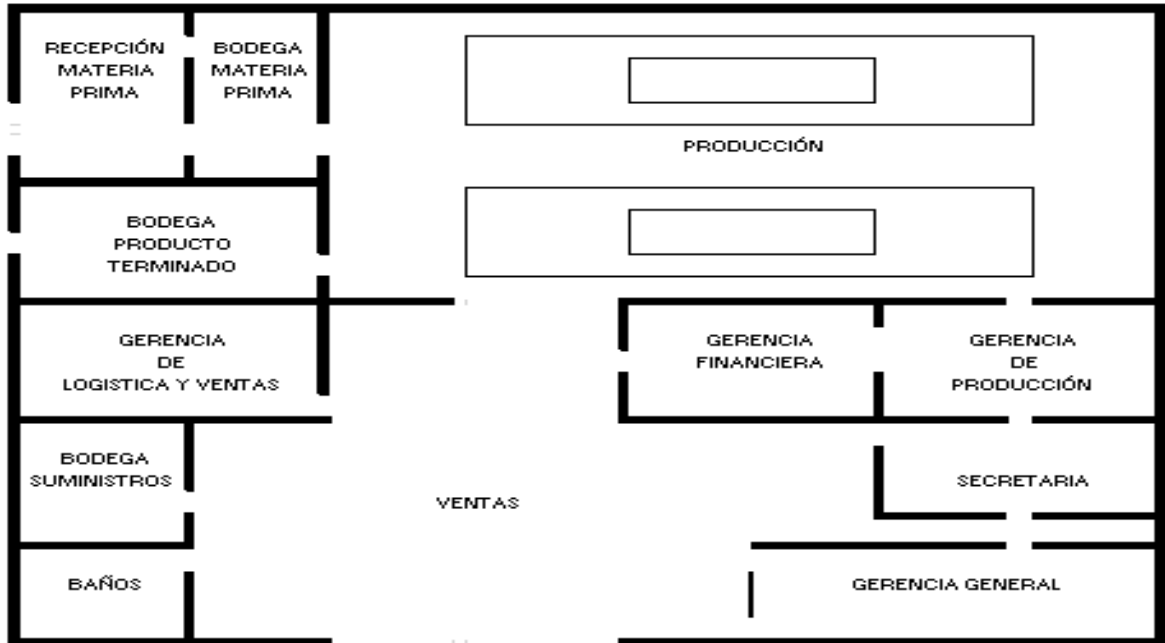 RECEPCIÓN
MATERIA
PRIMA
BODEGA
MATERIA
PRIMA
PRODUCCIÓN
BODEGA
PRODUCTO
TERMINADO
GERENCIA
DE
LOGISTICA Y VENTAS
GERENCIA
FINANCIERA
GERENCIA
DE
PRODUCCIÓN
BODEGA
SUMINISTROS
VENTAS
SECRETARIA
BAÑOS
GERENCIA GENERAL